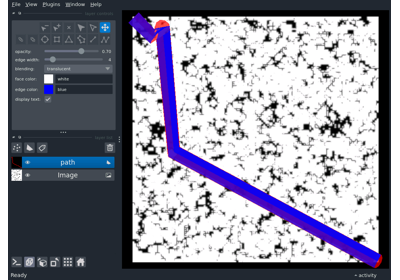 File View Plugins Window Help
opacity: 0.70
edge width: 4
blending: translucent
face color: white
edge color: blue
display text: ✓
path
Image
Ready
activity